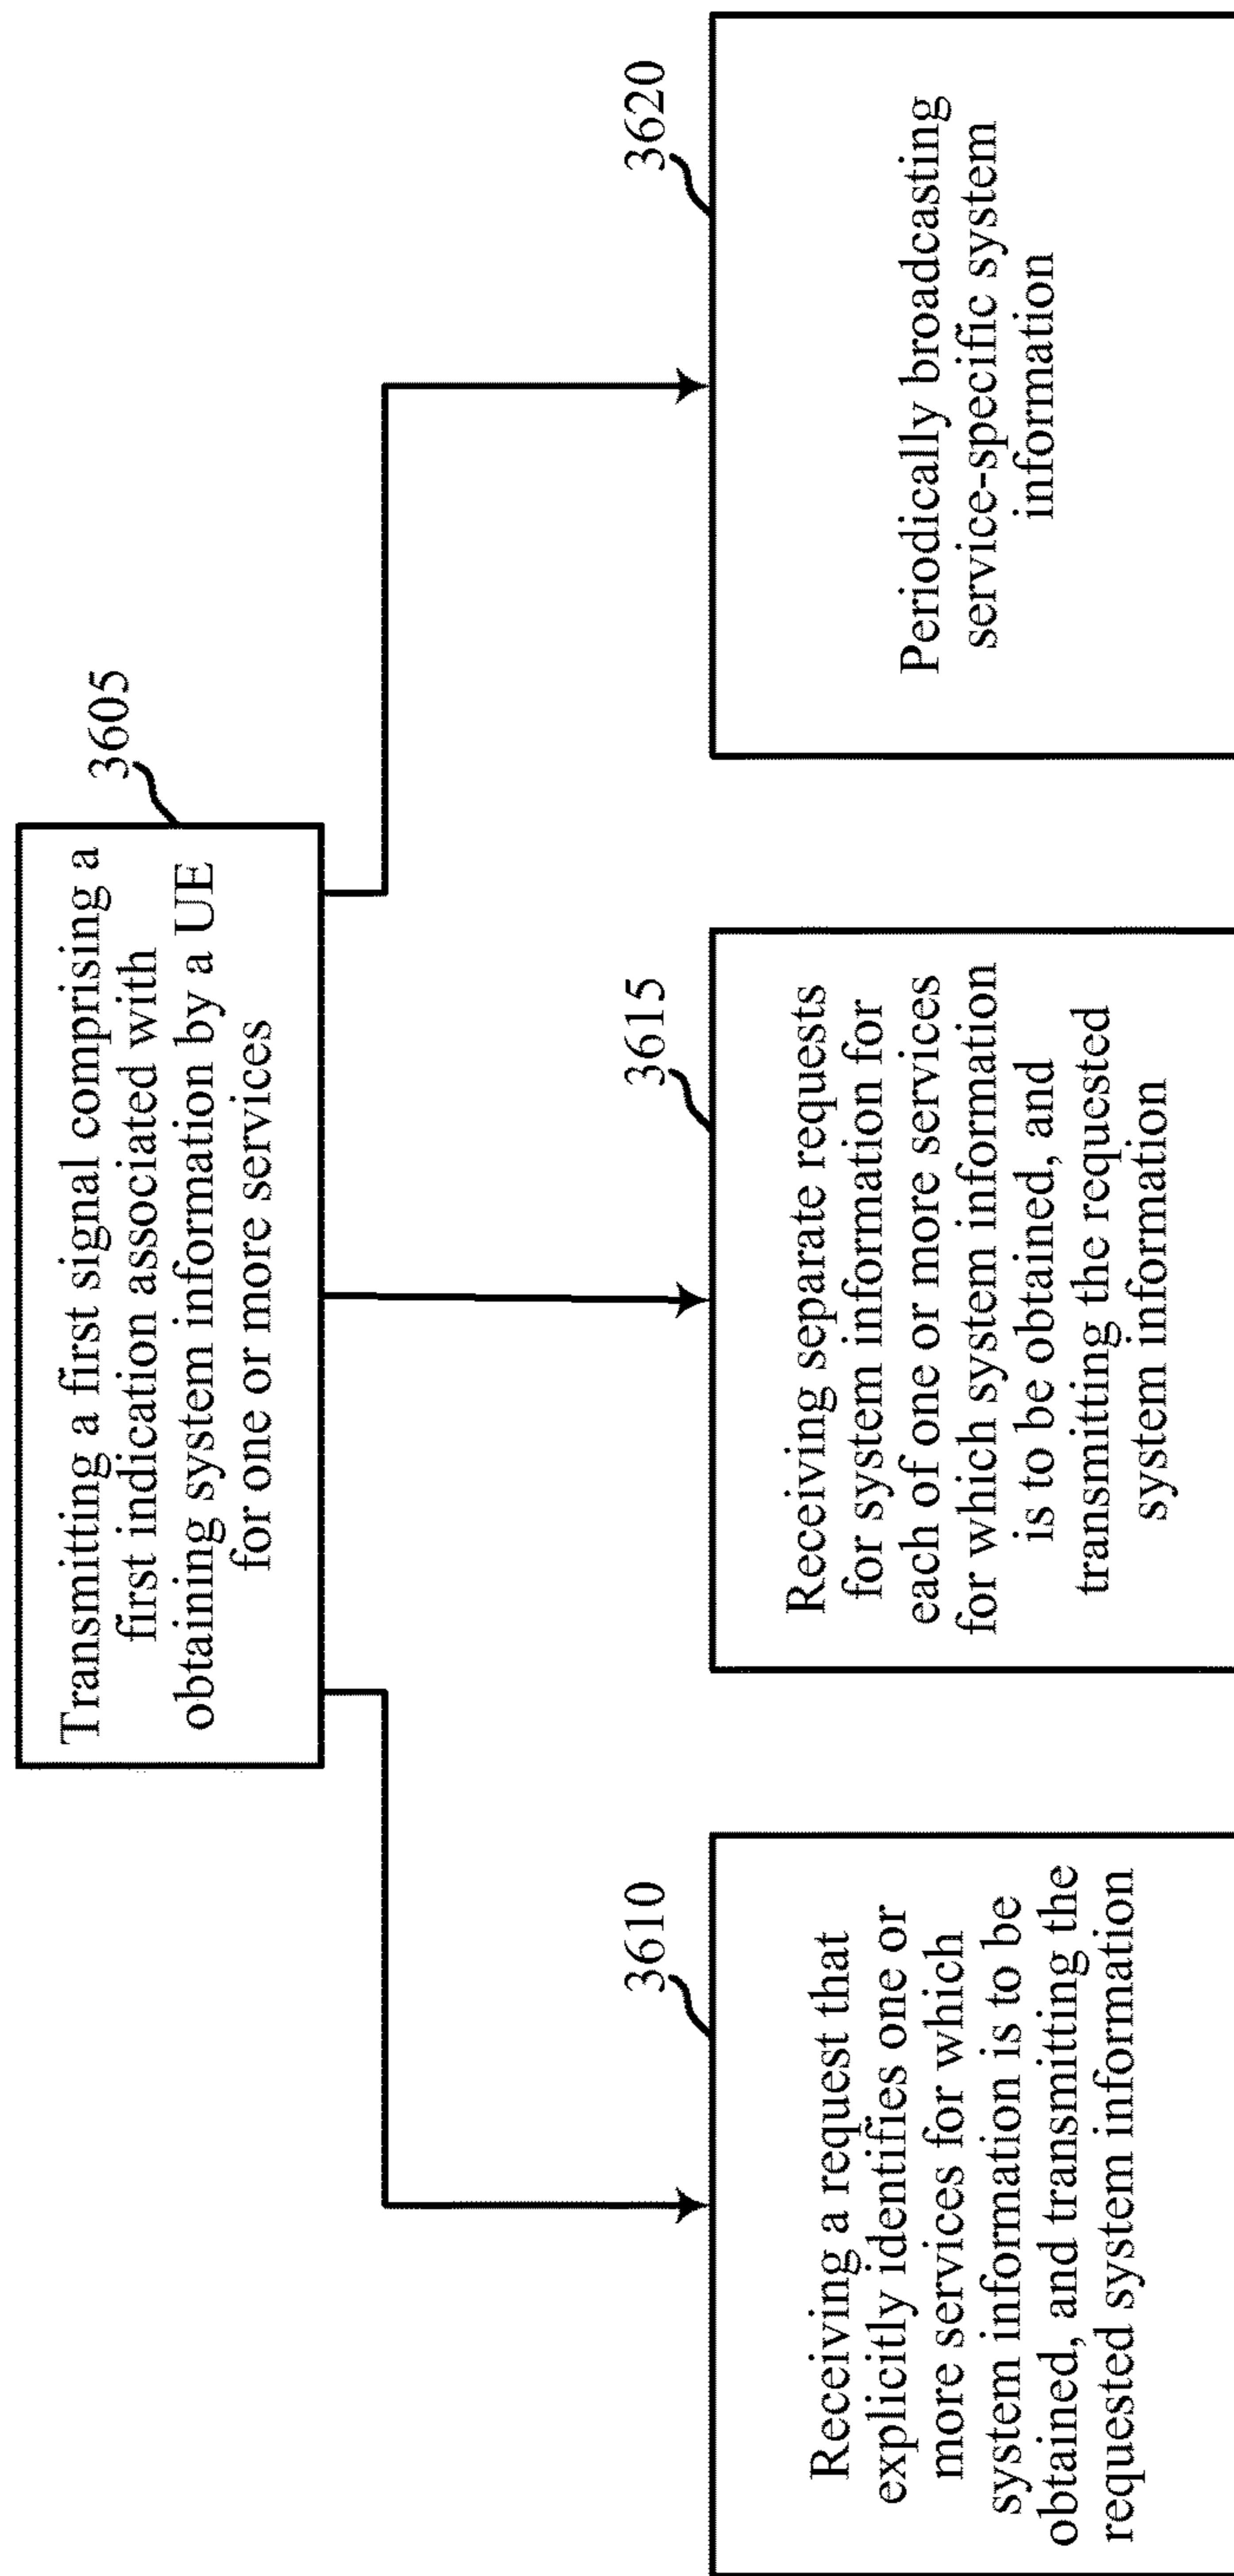 3605
Transmitting a first signal comprising a
first indication associated with
obtaining system information by a UE
for one or more services
3610
Receiving a request that
explicitly identifies one or
more services for which
system information is to be
obtained, and transmitting the
requested system information
3615
Receiving separate requests
for system information for
each of one or more services
for which system information
is to be obtained, and
transmitting the requested
system information
3620
Periodically broadcasting
service-specific system
information